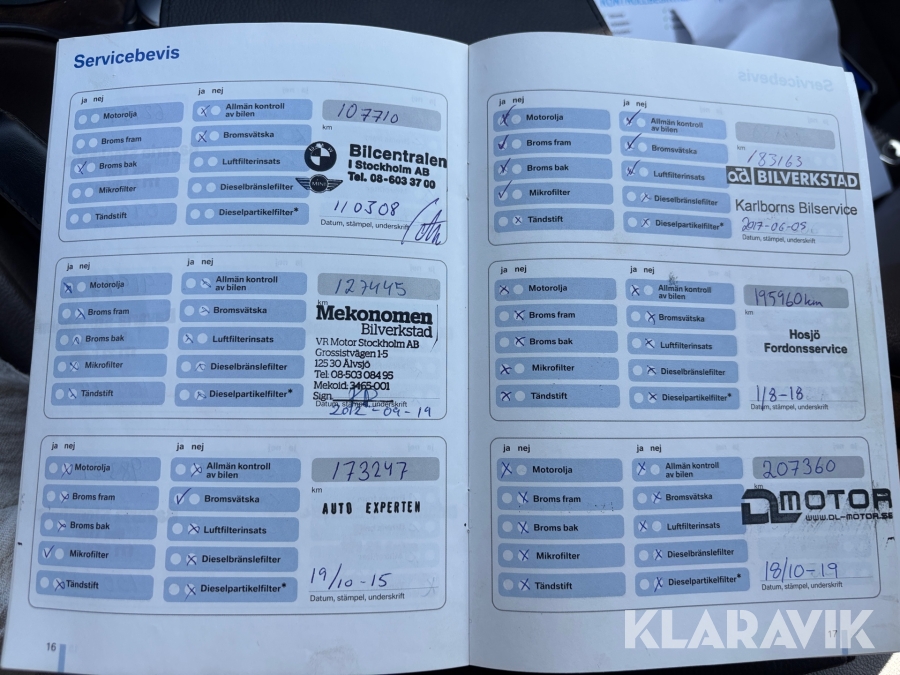 Servicebevis
ja nej
nej
Motorolja
Allmän kontroll
av bilen
107710
km
Broms fram
Bromsvätska
Broms bak
Luftfilterinsats
Bilcentralen
I Stockholm AB
Tel. 08-603 37 00
MINI
Mikrofilter
Dieselbränslefilter
Tändstift
Dieselpartikelfilter*
110308
Datum, stämpel, underskrift
ja nej
nej
Motorolja
Allmän kontroll
av bilen
127445
km
Broms fram
Bromsvätska
Broms bak
Luftfilterinsats
Mekonomen
Bilverkstad
VR Motor Stockholm AB
Grossistvägen 1-5
125 30 Älvsjö
Tel: 08-503 084 95
Mekoid: 3465-001
Sign
Mikrofilter
Dieselbränslefilter
Tändstift
Dieselpartikelfilter*
Datum, stämpel, underskrift
2012-04-19
ja nej
ja nej
Motorolja
Allmän kontroll
av bilen
173247
km
Broms fram
Bromsvätska
AUTO EXPERTEN
Broms bak
Luftfilterinsats
Mikrofilter
Dieselbränslefilter
Tändstift
Dieselpartikelfilter*
19/10-15
Datum, stämpel, underskrift
16
ja nej
nej
Motorolja
Allmän kontroll
av bilen
km
183163
Broms fram
Bromsvätska
Broms bak
Luftfilterinsats
ad BILVERKSTAD
Karlborns Bilservice
Mikrofilter
Dieselbränslefilter
Tändstift
Dieselpartikelfilter*
2017-06-05
Datum, stämpel, underskrift
ja nej
ja nej
Motorolja
Allmän kontroll
av bilen
195960km
km
Broms fram
Bromsvätska
Broms bak
Luftfilterinsats
Hosjö
Fordonsservice
Mikrofilter
Dieselbränslefilter
Tändstift
Dieselpartikelfilter*
1/8-18
Datum, stämpel, underskrift
ja nej
ja nej
Motorolja
Allmän kontroll
av bilen
207360
km
Broms fram
Bromsvätska
Broms bak
Luftfilterinsats
DL MOTOR
WWW.DL-MOTOR.SE
Mikrofilter
Dieselbränslefilter
Tändstift
Dieselpartikelfilter*
18/10-19
Datum, stämpel, underskrift
17
KLARAVIK